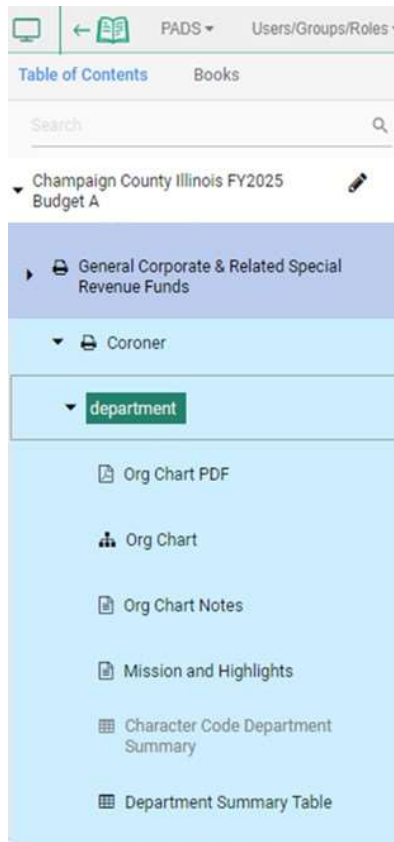 PADS Users/Groups/Roles
Table of Contents Books
Search
Champaign County Illinois FY2025
Budget A
General Corporate & Related Special
Revenue Funds
Coroner
department
Org Chart PDF
Org Chart
Org Chart Notes
Mission and Highlights
Character Code Department
Summary
Department Summary Table